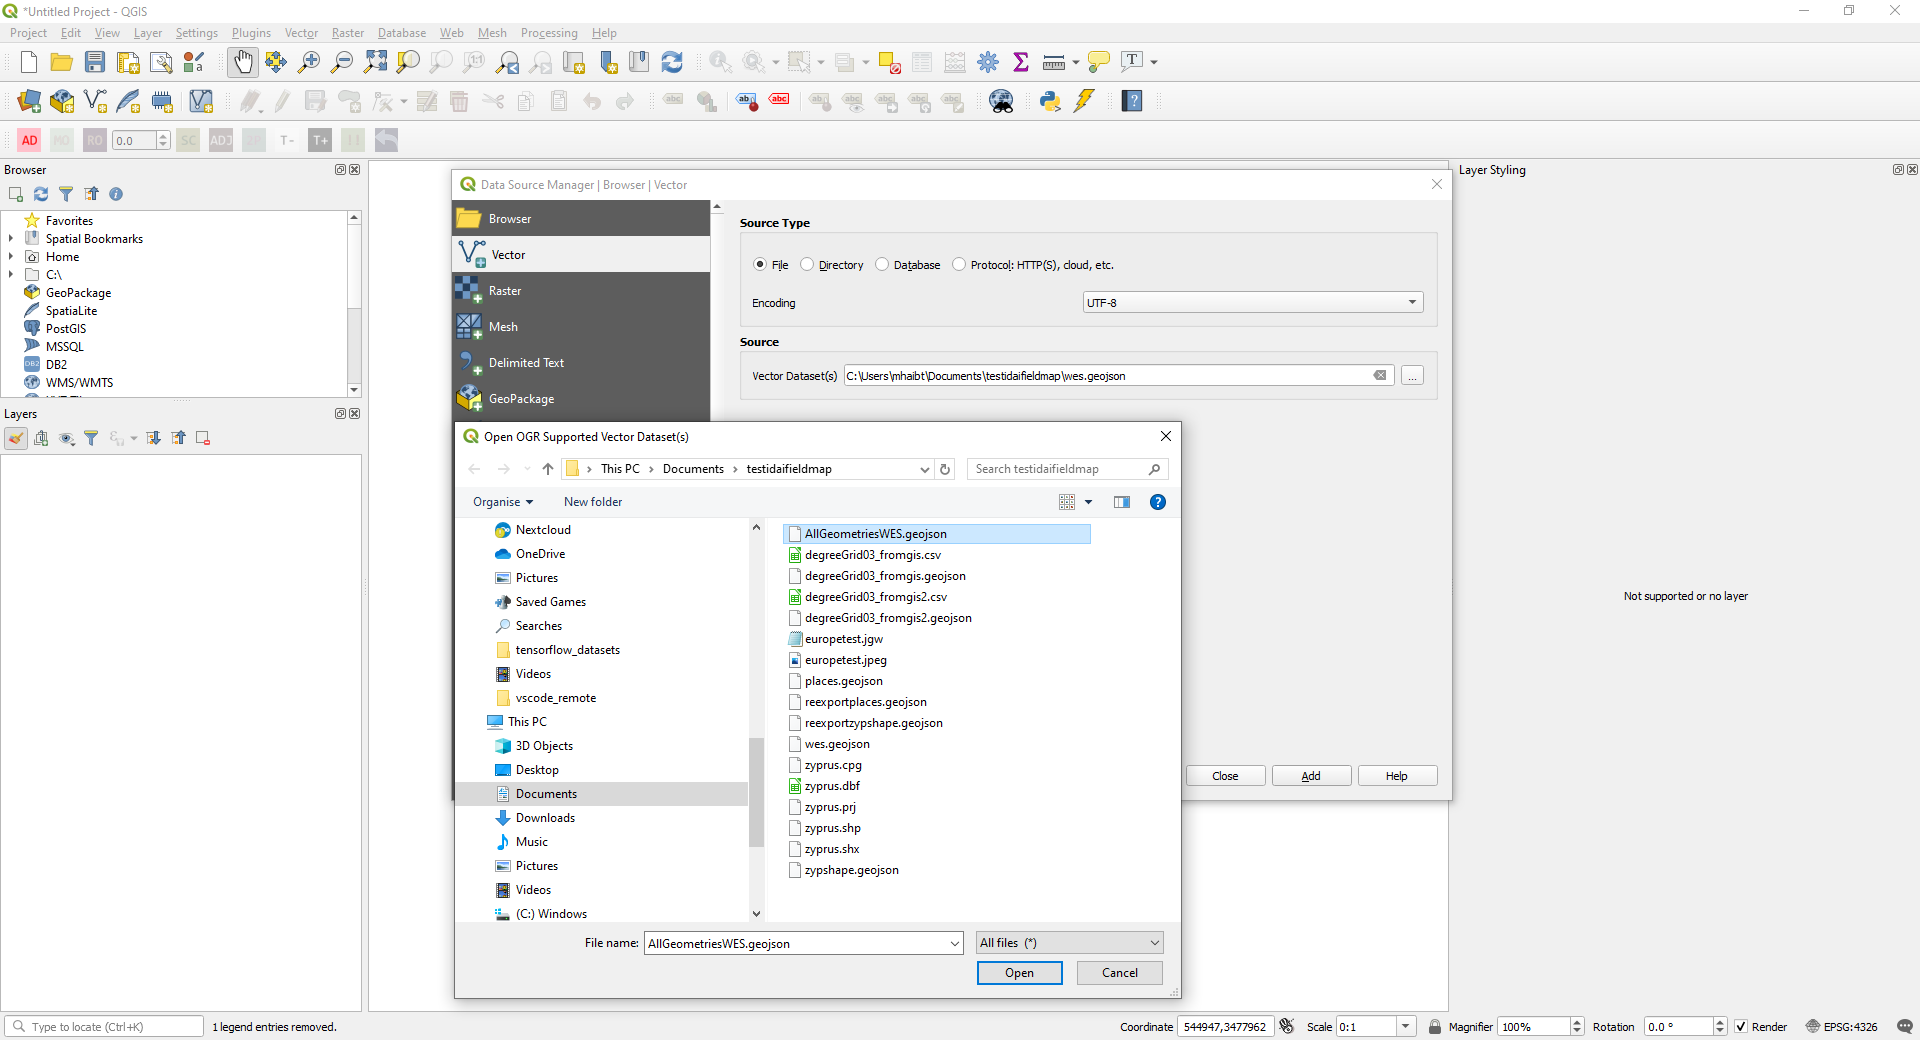 *Untitled Project - QGIS
Project Edit View Layer Settings Plugins Vector Raster Database Web Mesh Processing Help
AD MO RO 0.0 SC ADJ T- T+
Browser
Favorites
Spatial Bookmarks
Home
C:\
GeoPackage
SpatiaLite
PostGIS
MSSQL
DB2
WMS/WMTS
Layers
Data Source Manager | Browser | Vector
Browser
Vector
Raster
Mesh
Delimited Text
GeoPackage
Source Type
File Directory Database Protocol: HTTP(S), cloud, etc.
Encoding UTF-8
Source
Vector Dataset(s) C:\Users\mhaibt\Documents\testidaifieldmap\wes.geojson ...
Close Add Help
Open OGR Supported Vector Dataset(s)
This PC Documents testidaifieldmap Search testidaifieldmap
Organise New folder
Nextcloud
OneDrive
Pictures
Saved Games
Searches
tensorflow_datasets
Videos
vscode_remote
This PC
3D Objects
Desktop
Documents
Downloads
Music
Pictures
Videos
(C:) Windows
AllGeometriesWES.geojson
degreeGrid03_fromgis.csv
degreeGrid03_fromgis.geojson
degreeGrid03_fromgis2.csv
degreeGrid03_fromgis2.geojson
europetest.jgw
europetest.jpeg
places.geojson
reexportplaces.geojson
reexportzypshape.geojson
wes.geojson
zyprus.cpg
zyprus.dbf
zyprus.prj
zyprus.shp
zyprus.shx
zypshape.geojson
File name: AllGeometriesWES.geojson All files (*)
Open Cancel
Layer Styling
Not supported or no layer
Type to locate (Ctrl+K) 1 legend entries removed. Coordinate 544947,3477962 Scale 0:1 Magnifier 100% Rotation 0.0 ° Render EPSG:4326